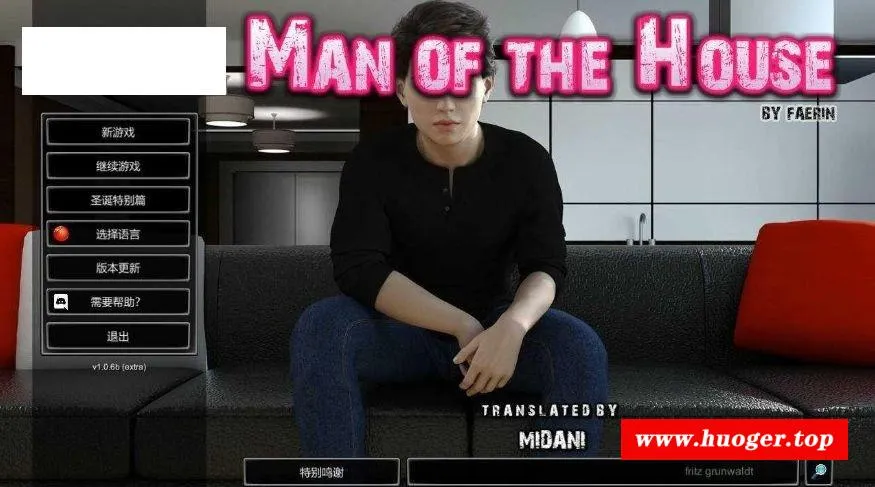 MAN OF THE HOUSE
BY FAERIN
新游戏
继续游戏
圣诞特别篇
选择语言
版本更新
需要帮助?
退出
v1.0.6b (extra)
TRANSLATED BY
MIDANI
www.huoger.top
特别鸣谢
fritz grunwaldt